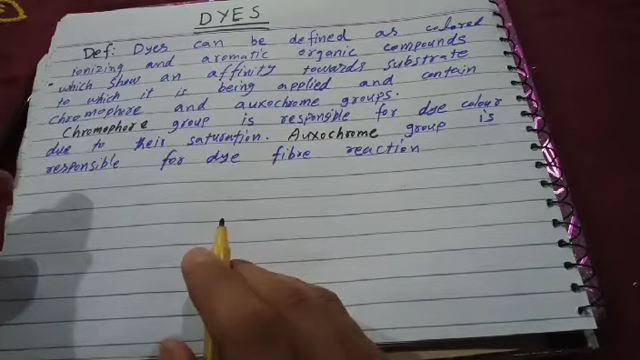 DYES
Def: Dyes can be defined as colored
ionizing and aromatic organic compounds
which show an affinity towards substrate
to which it is being applied and contain
chromophore and auxochrome groups.
Chromophore group is responsible for dye colour
due to their saturation. Auxochrome group is
responsible for dye fibre reaction